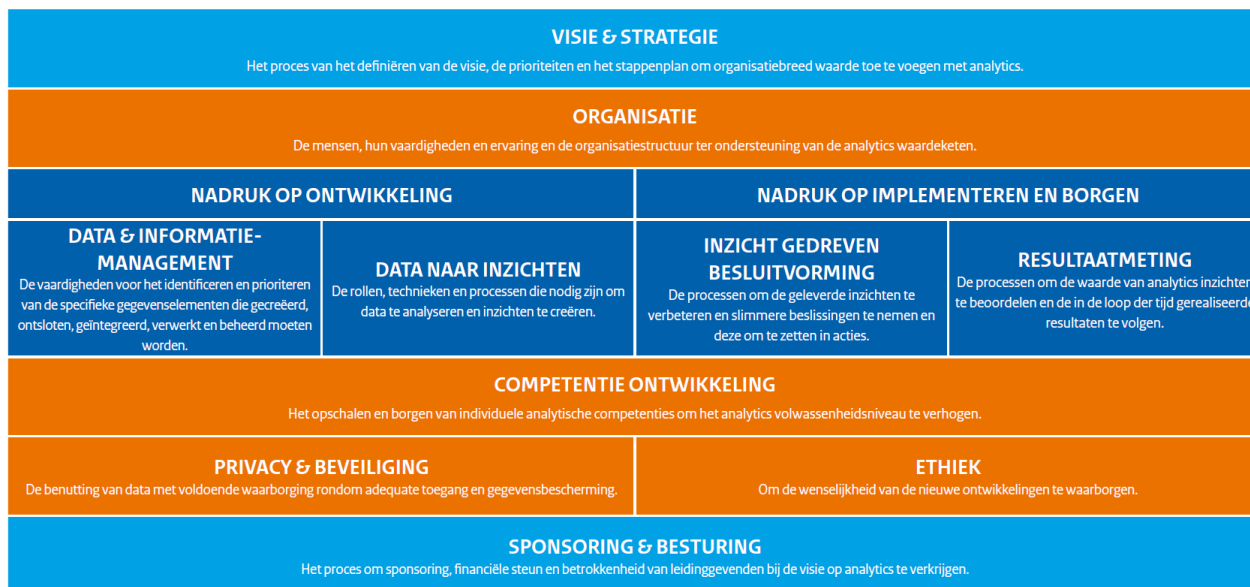 VISIE & STRATEGIE
Het proces van het definiëren van de visie, de prioriteiten en het stappenplan om organisatiebreed waarde toe te voegen met analytics.
ORGANISATIE
De mensen, hun vaardigheden en ervaring en de organisatiestructuur ter ondersteuning van de analytics waardeketen.
NADRUK OP ONTWIKKELING
NADRUK OP IMPLEMENTEREN EN BORGEN
DATA & INFORMATIE-
MANAGEMENT
De vaardigheden voor het identificeren en prioriteren
van de specifieke gegevenselementen die gecreëerd,
ontsloten, geïntegreerd, verwerkt en beheerd moeten
worden.
DATA NAAR INZICHTEN
De rollen, technieken en processen die nodig zijn om
data te analyseren en inzichten te creëren.
INZICHT GEDREVEN
BESLUITVORMING
De processen om de geleverde inzichten te
verbeteren en slimmere beslissingen te nemen en
deze om te zetten in acties.
RESULTAATMETING
De processen om de waarde van analytics inzichten
te beoordelen en de in de loop der tijd gerealiseerde
resultaten te volgen.
COMPETENTIE ONTWIKKELING
Het opschalen en borgen van individuele analytische competenties om het analytics volwassenheidsniveau te verhogen.
PRIVACY & BEVEILIGING
De benutting van data met voldoende waarborging rondom adequate toegang en gegevensbescherming.
ETHIEK
Om de wenselijkheid van de nieuwe ontwikkelingen te waarborgen.
SPONSORING & BESTURING
Het proces om sponsoring, financiële steun en betrokkenheid van leidinggevenden bij de visie op analytics te verkrijgen.